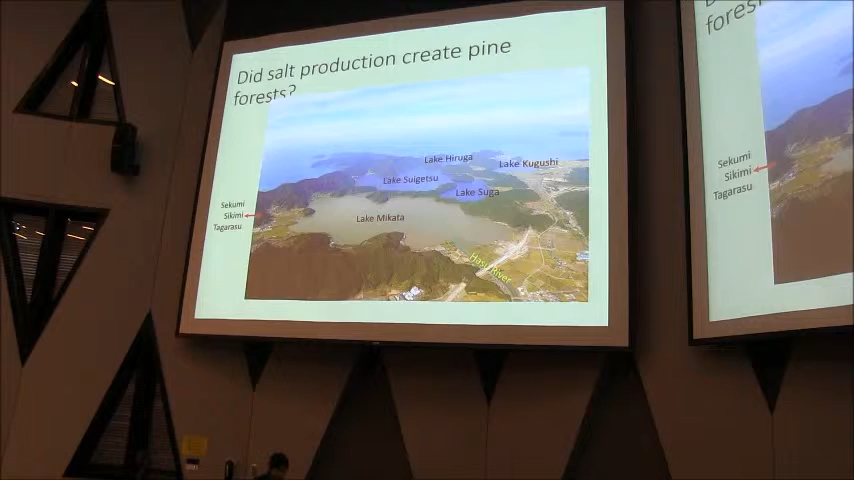 Did salt production create pine
forests?
Lake Hiruga
Lake Kugushi
Lake Suigetsu
Lake Suga
Lake Mikata
Sekumi
Sikimi
Tagarasu
Hasu River
fores
Sekumi
Sikimi
Tagarasu